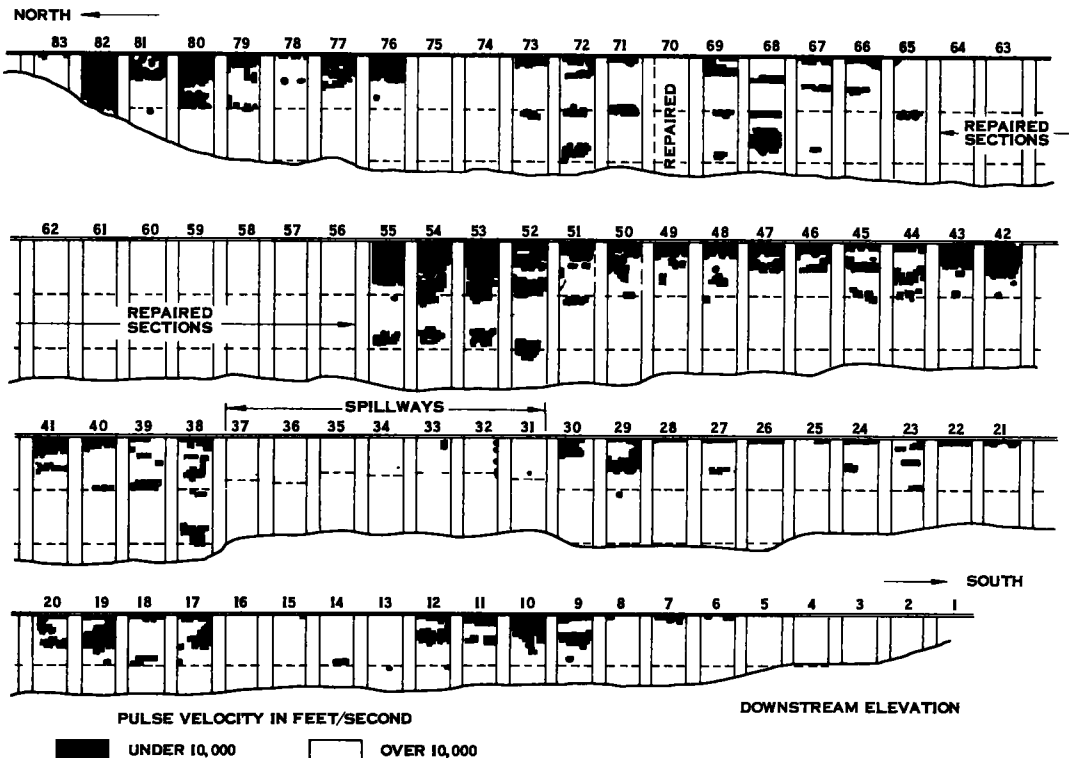 NORTH
83 82 81 80 79 78 77 76 75 74 73 72 71 70 69 68 67 66 65 64 63
REPAIRED
REPAIRED
SECTIONS
62 61 60 59 58 57 56 55 54 53 52 51 50 49 48 47 46 45 44 43 42
REPAIRED
SECTIONS
SPILLWAYS
41 40 39 38 37 36 35 34 33 32 31 30 29 28 27 26 25 24 23 22 21
SOUTH
20 19 18 17 16 15 14 13 12 11 10 9 8 7 6 5 4 3 2 1
DOWNSTREAM ELEVATION
PULSE VELOCITY IN FEET/SECOND
UNDER 10,000 OVER 10,000